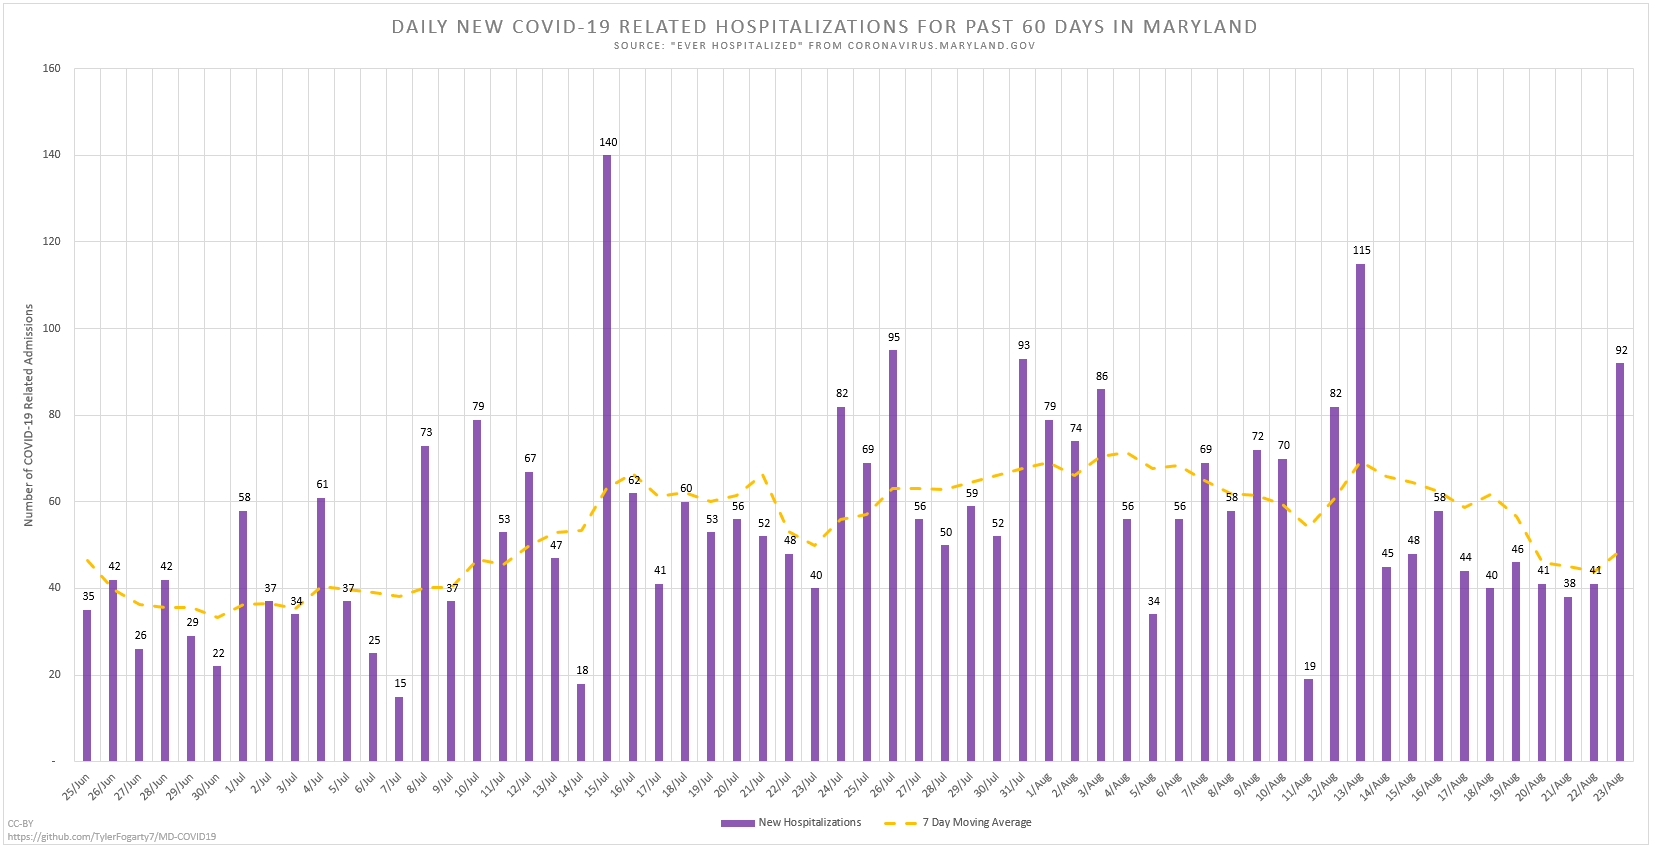 DAILY NEW COVID-19 RELATED HOSPITALIZATIONS FOR PAST 60 DAYS IN MARYLAND
SOURCE: "EVER HOSPITALIZED" FROM CORONAVIRUS.MARYLAND.GOV
Number of COVID-19 Related Admissions
160
140
120
100
80
60
40
20
-
35
42
26
42
29
22
58
37
34
61
37
25
15
73
37
79
53
67
47
18
140
62
41
60
53
56
52
48
40
82
69
95
56
50
59
52
93
79
74
86
56
34
56
69
58
72
70
19
82
115
45
48
58
44
40
46
41
38
41
92
25/Jun
26/Jun
27/Jun
28/Jun
29/Jun
30/Jun
1/Jul
2/Jul
3/Jul
4/Jul
5/Jul
6/Jul
7/Jul
8/Jul
9/Jul
10/Jul
11/Jul
12/Jul
13/Jul
14/Jul
15/Jul
16/Jul
17/Jul
18/Jul
19/Jul
20/Jul
21/Jul
22/Jul
23/Jul
24/Jul
25/Jul
26/Jul
27/Jul
28/Jul
29/Jul
30/Jul
31/Jul
1/Aug
2/Aug
3/Aug
4/Aug
5/Aug
6/Aug
7/Aug
8/Aug
9/Aug
10/Aug
11/Aug
12/Aug
13/Aug
14/Aug
15/Aug
16/Aug
17/Aug
18/Aug
19/Aug
20/Aug
21/Aug
22/Aug
23/Aug
New Hospitalizations
7 Day Moving Average
CC-BY
https://github.com/TylerFogarty7/MD-COVID19